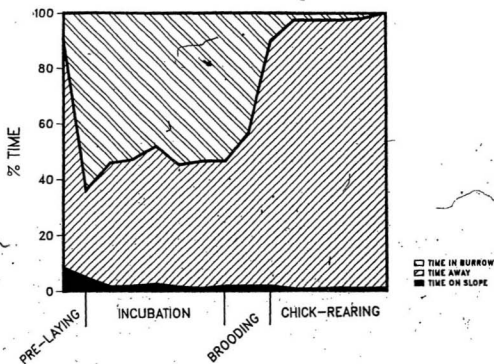 100
80
60
40
20
0
% TIME
PRE-LAYING
INCUBATION
BROODING
CHICK-REARING
TIME IN BURROW
TIME AWAY
TIME ON SLOPE